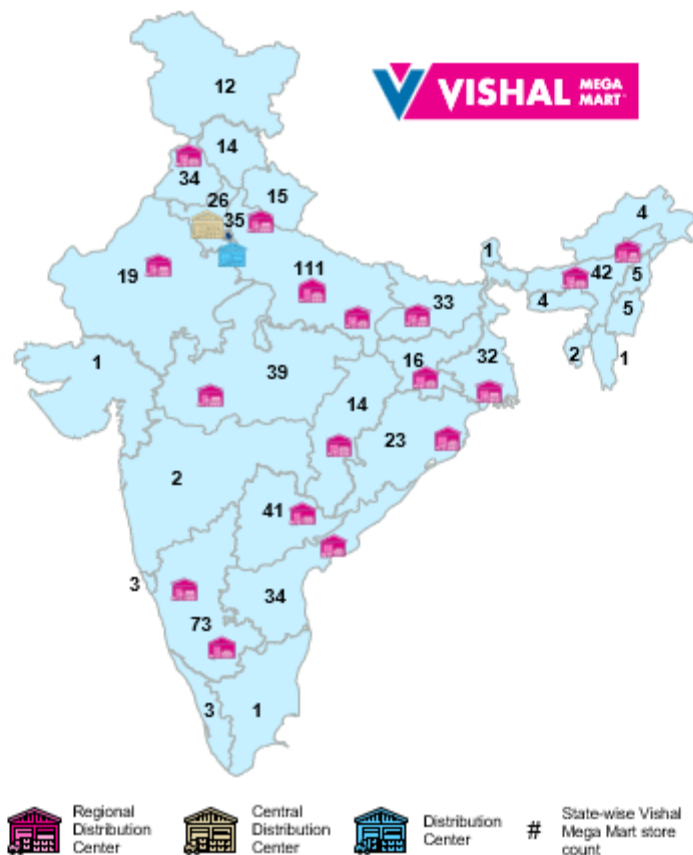 12
VISHAL MEGA MART
14
34
26
15
35
4
1
19
111
42
5
33
4
5
1
39
16
32
2
1
14
23
2
41
3
34
73
3
1
Regional
Distribution
Center
Central
Distribution
Center
Distribution
Center
#
State-wise Vishal
Mega Mart store
count